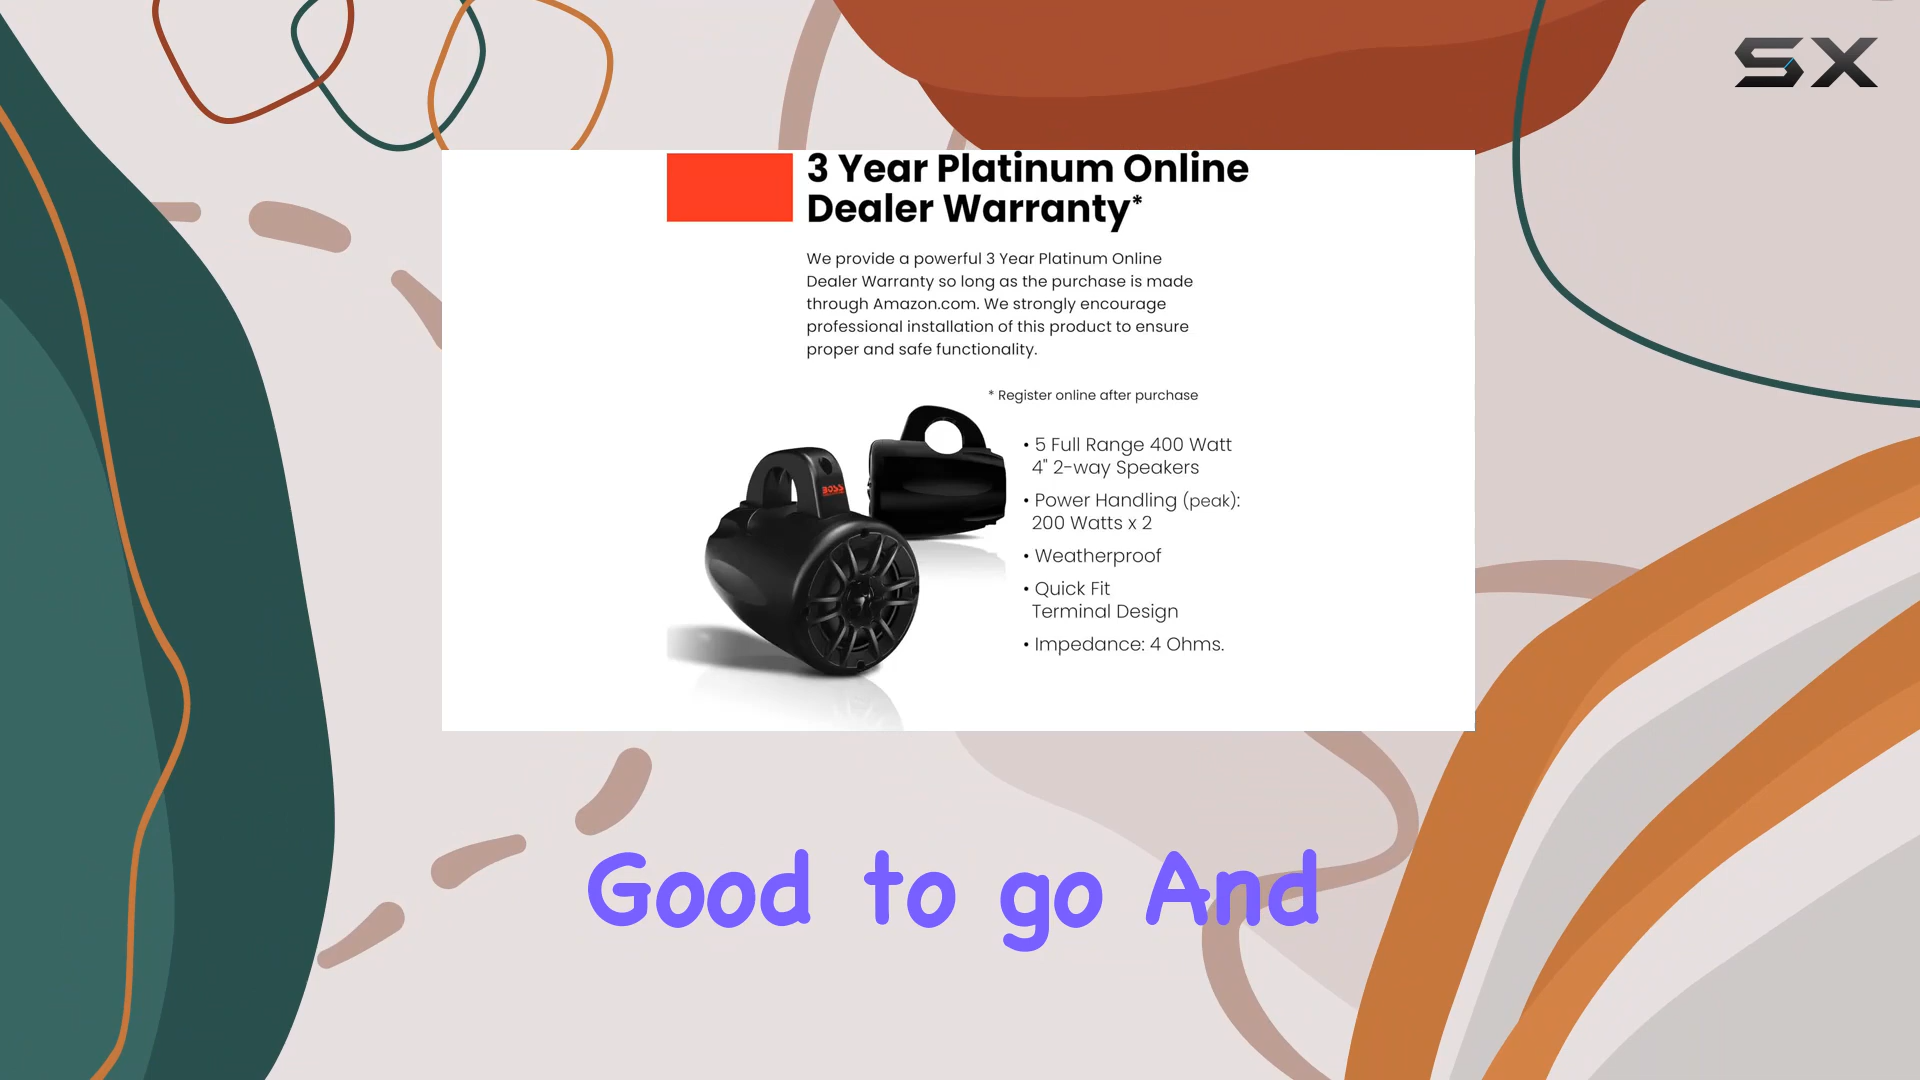 SX
3 Year Platinum Online
Dealer Warranty*
We provide a powerful 3 Year Platinum Online
Dealer Warranty so long as the purchase is made
through Amazon.com. We strongly encourage
professional installation of this product to ensure
proper and safe functionality.
* Register online after purchase
• 5 Full Range 400 Watt
4" 2-way Speakers
• Power Handling (peak):
200 Watts x 2
• Weatherproof
• Quick Fit
Terminal Design
• Impedance: 4 Ohms.
BOSS
Good to go And